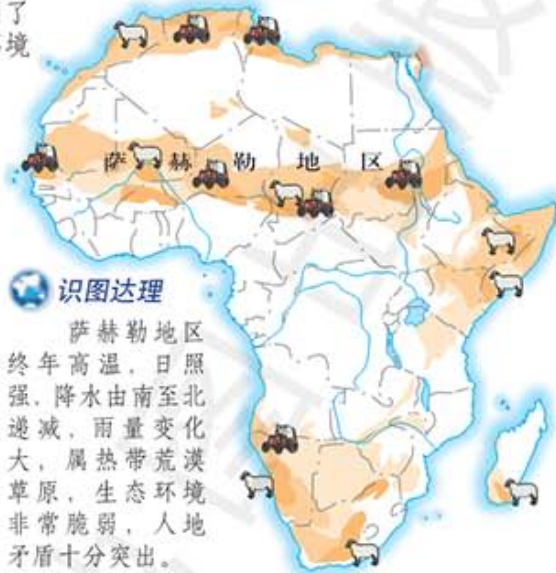 了
境
萨赫勒地区
识图达理
萨赫勒地区
终年高温，日照
强，降水由南至北
递减，雨量变化
大，属热带荒漠
草原，生态环境
非常脆弱，人地
矛盾十分突出。